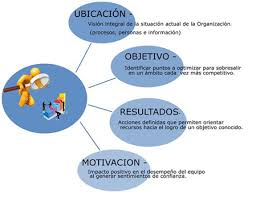 UBICACIÓN -
Visión integral de la situación actual de la Organización.
(procesos, personas e información)
OBJETIVO -
Identificar puntos a optimizar para sobresalir
en un ámbito cada vez más competitivo.
RESULTADOS-
Acciones definidas que permiten orientar
recursos hacia el logro de un objetivo conocido.
MOTIVACION -
Impacto positivo en el desempeño del equipo
al generar sentimientos de confianza.